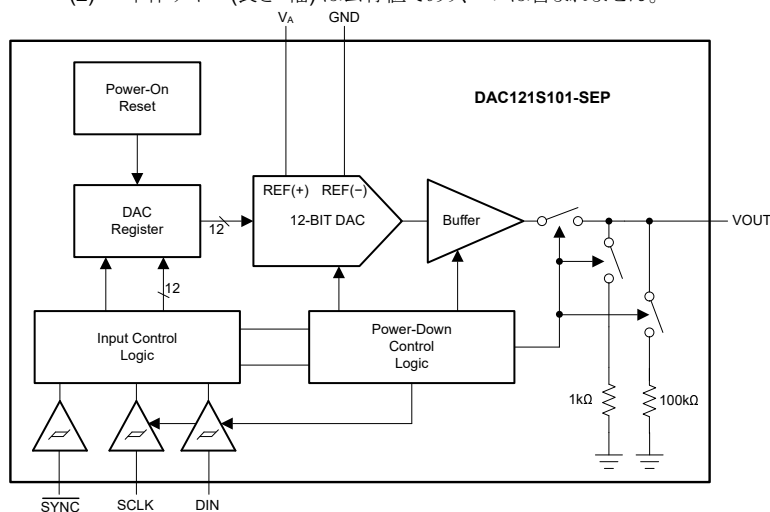 VA GND
DAC121S101-SEP
Power-On
Reset
REF(+) REF(−)
DAC
Register
12
12-BIT DAC
Buffer
VOUT
12
Input Control
Logic
Power-Down
Control
Logic
1kΩ
100kΩ
SYNC SCLK DIN